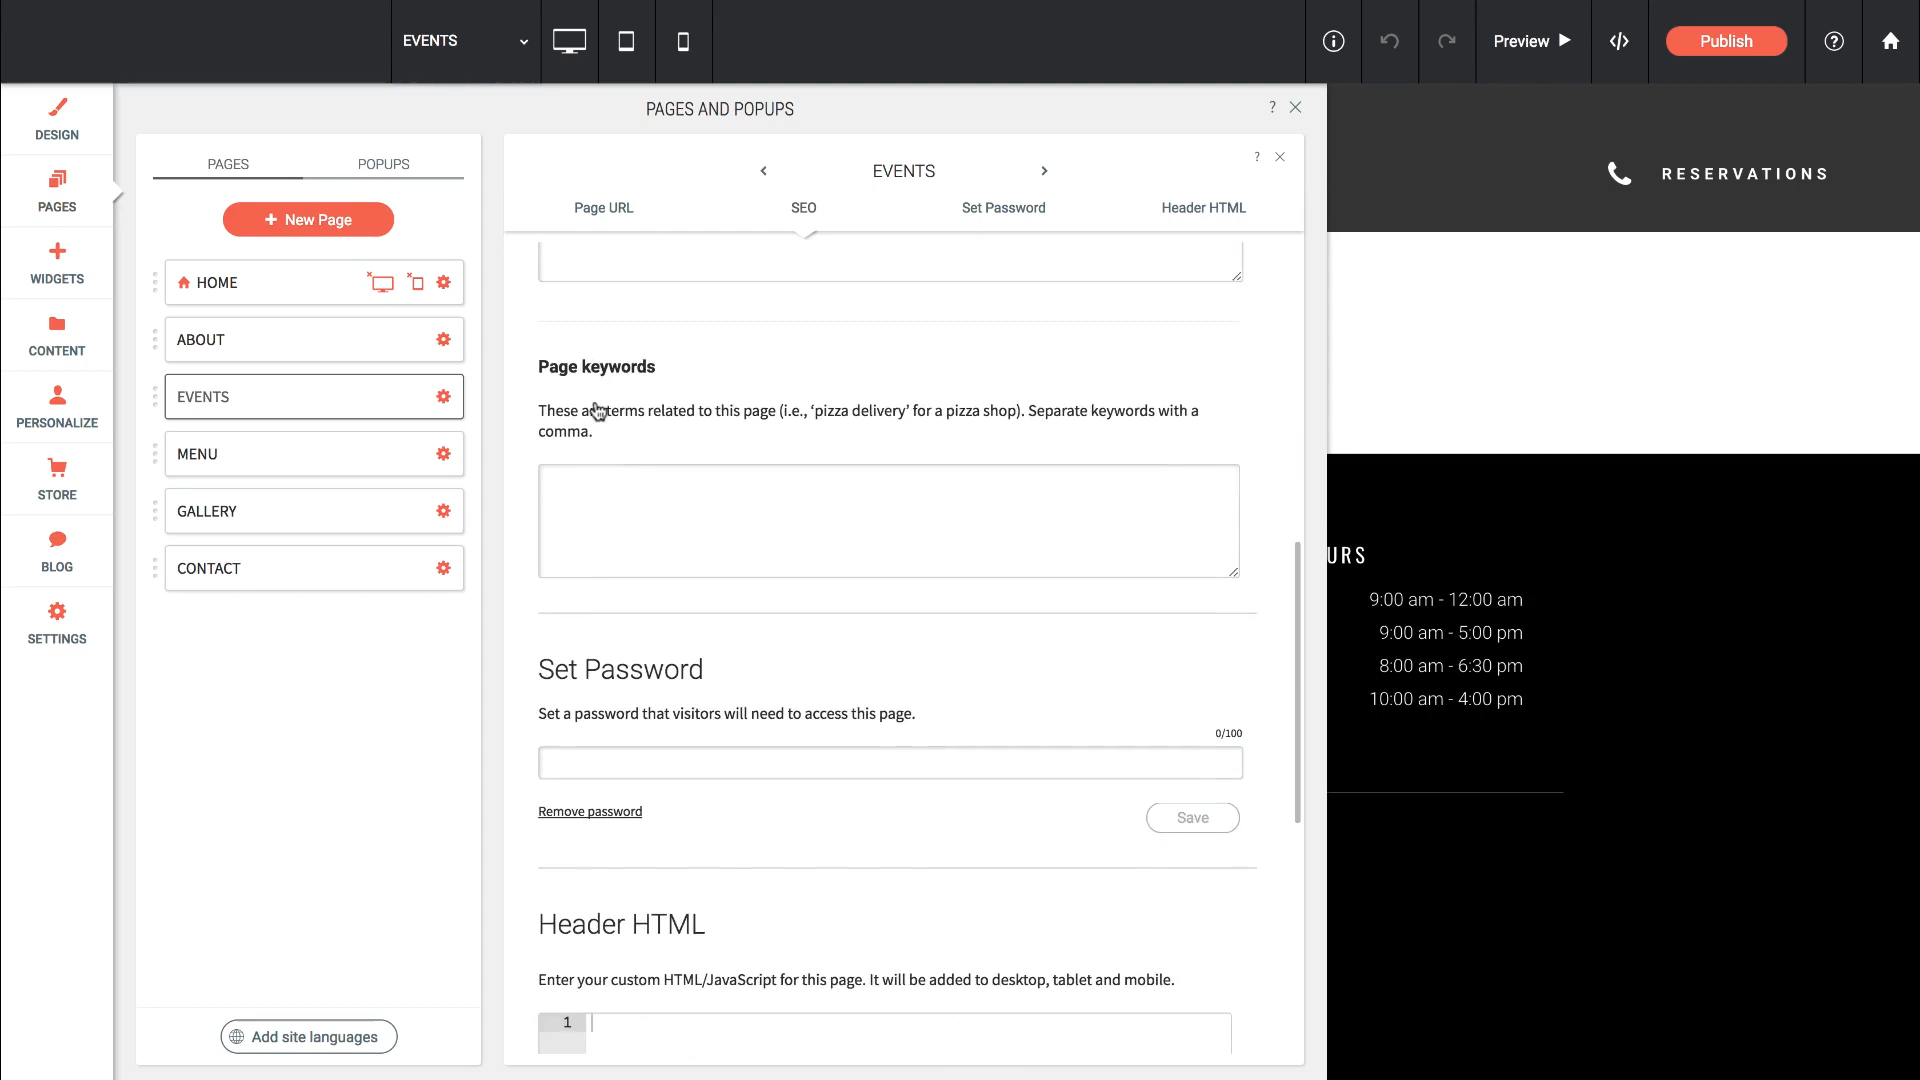 EVENTS
Preview
Publish
DESIGN
PAGES
WIDGETS
CONTENT
PERSONALIZE
STORE
BLOG
SETTINGS
PAGES AND POPUPS
?
PAGES
POPUPS
+ New Page
HOME
ABOUT
EVENTS
MENU
GALLERY
CONTACT
Add site languages
EVENTS
?
Page URL
SEO
Set Password
Header HTML
Page keywords
These a terms related to this page (i.e., ‘pizza delivery’ for a pizza shop). Separate keywords with a
comma.
Set Password
Set a password that visitors will need to access this page.
0/100
Remove password
Save
Header HTML
Enter your custom HTML/JavaScript for this page. It will be added to desktop, tablet and mobile.
1
RESERVATIONS
URS
9:00 am - 12:00 am
9:00 am - 5:00 pm
8:00 am - 6:30 pm
10:00 am - 4:00 pm